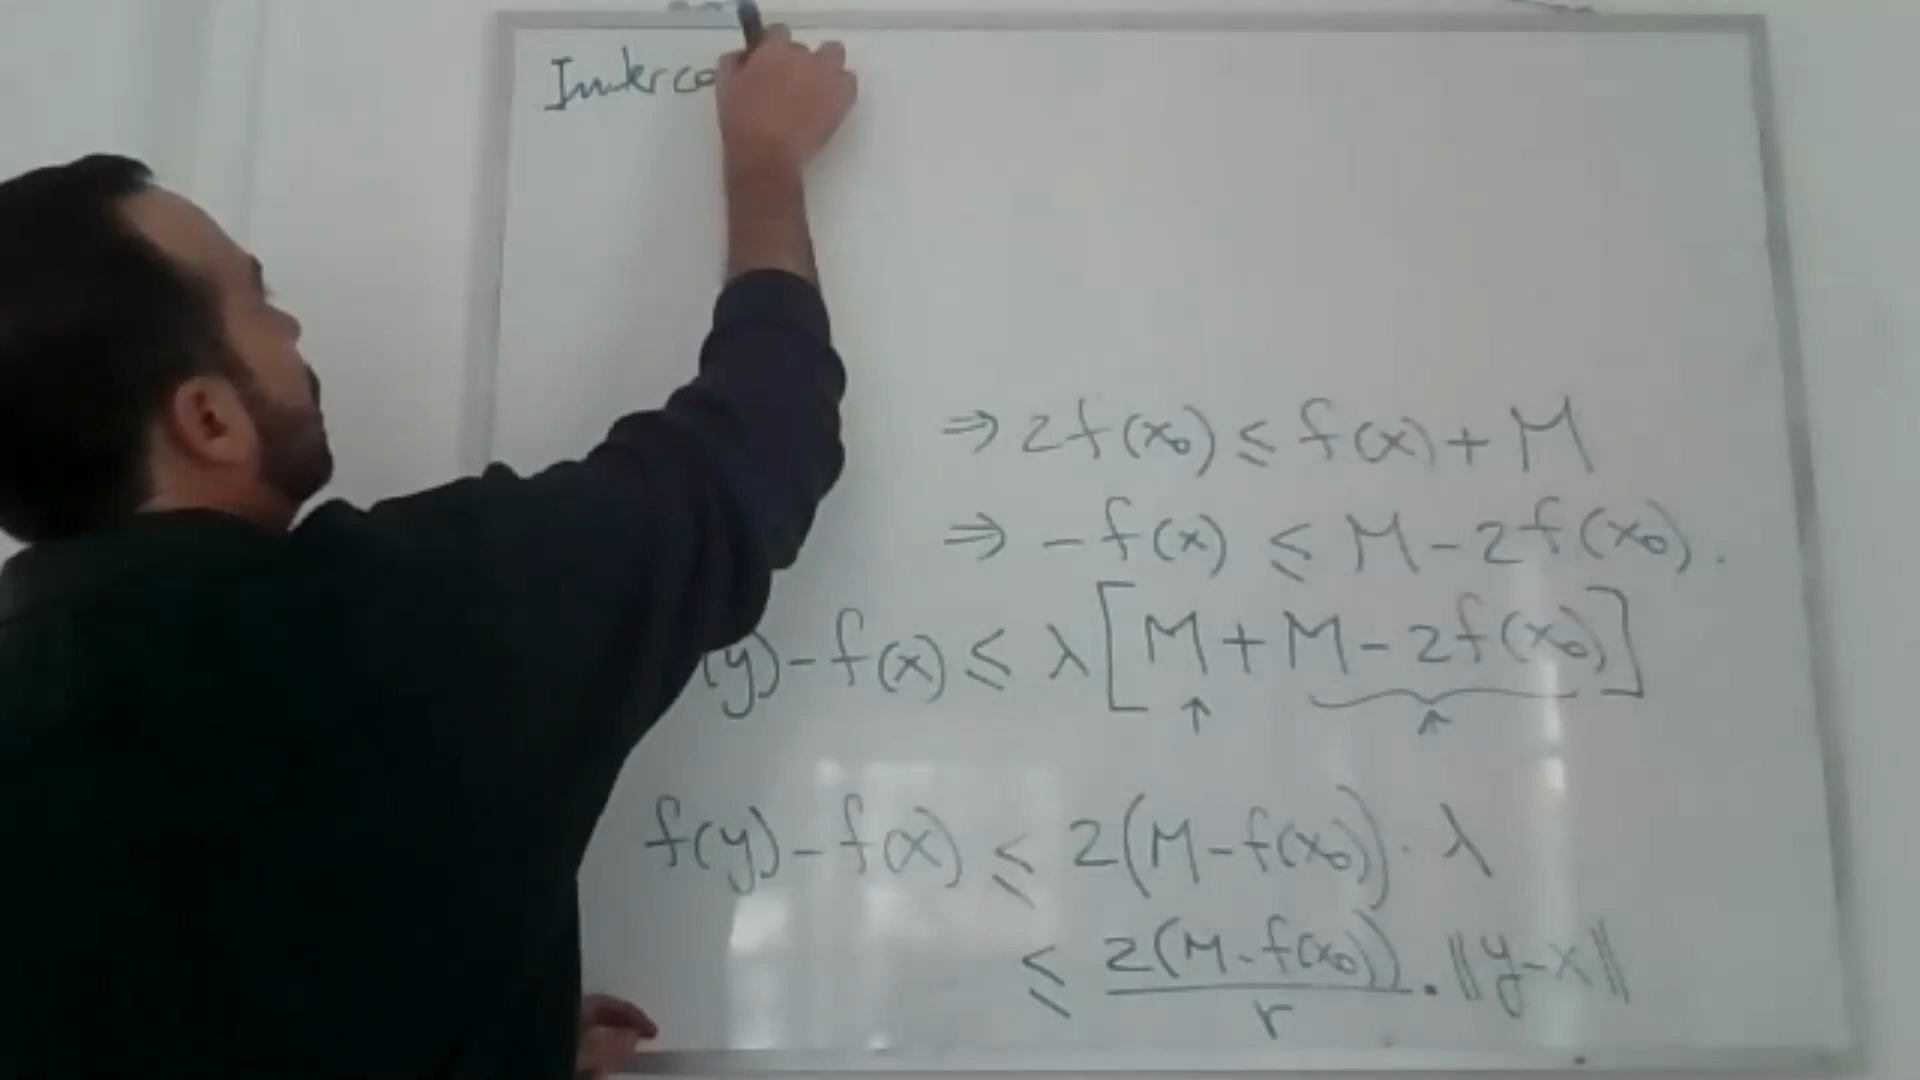 Interco
⇒ 2f(x₀) ≤ f(x) + M
⇒ -f(x) ≤ M - 2f(x₀).
(y) - f(x) ≤ λ[M + M - 2f(x₀)]
↑ ↑
f(y) - f(x) ≤ 2(M - f(x₀)) · λ
≤ 2(M - f(x₀))/r · ‖y - x‖